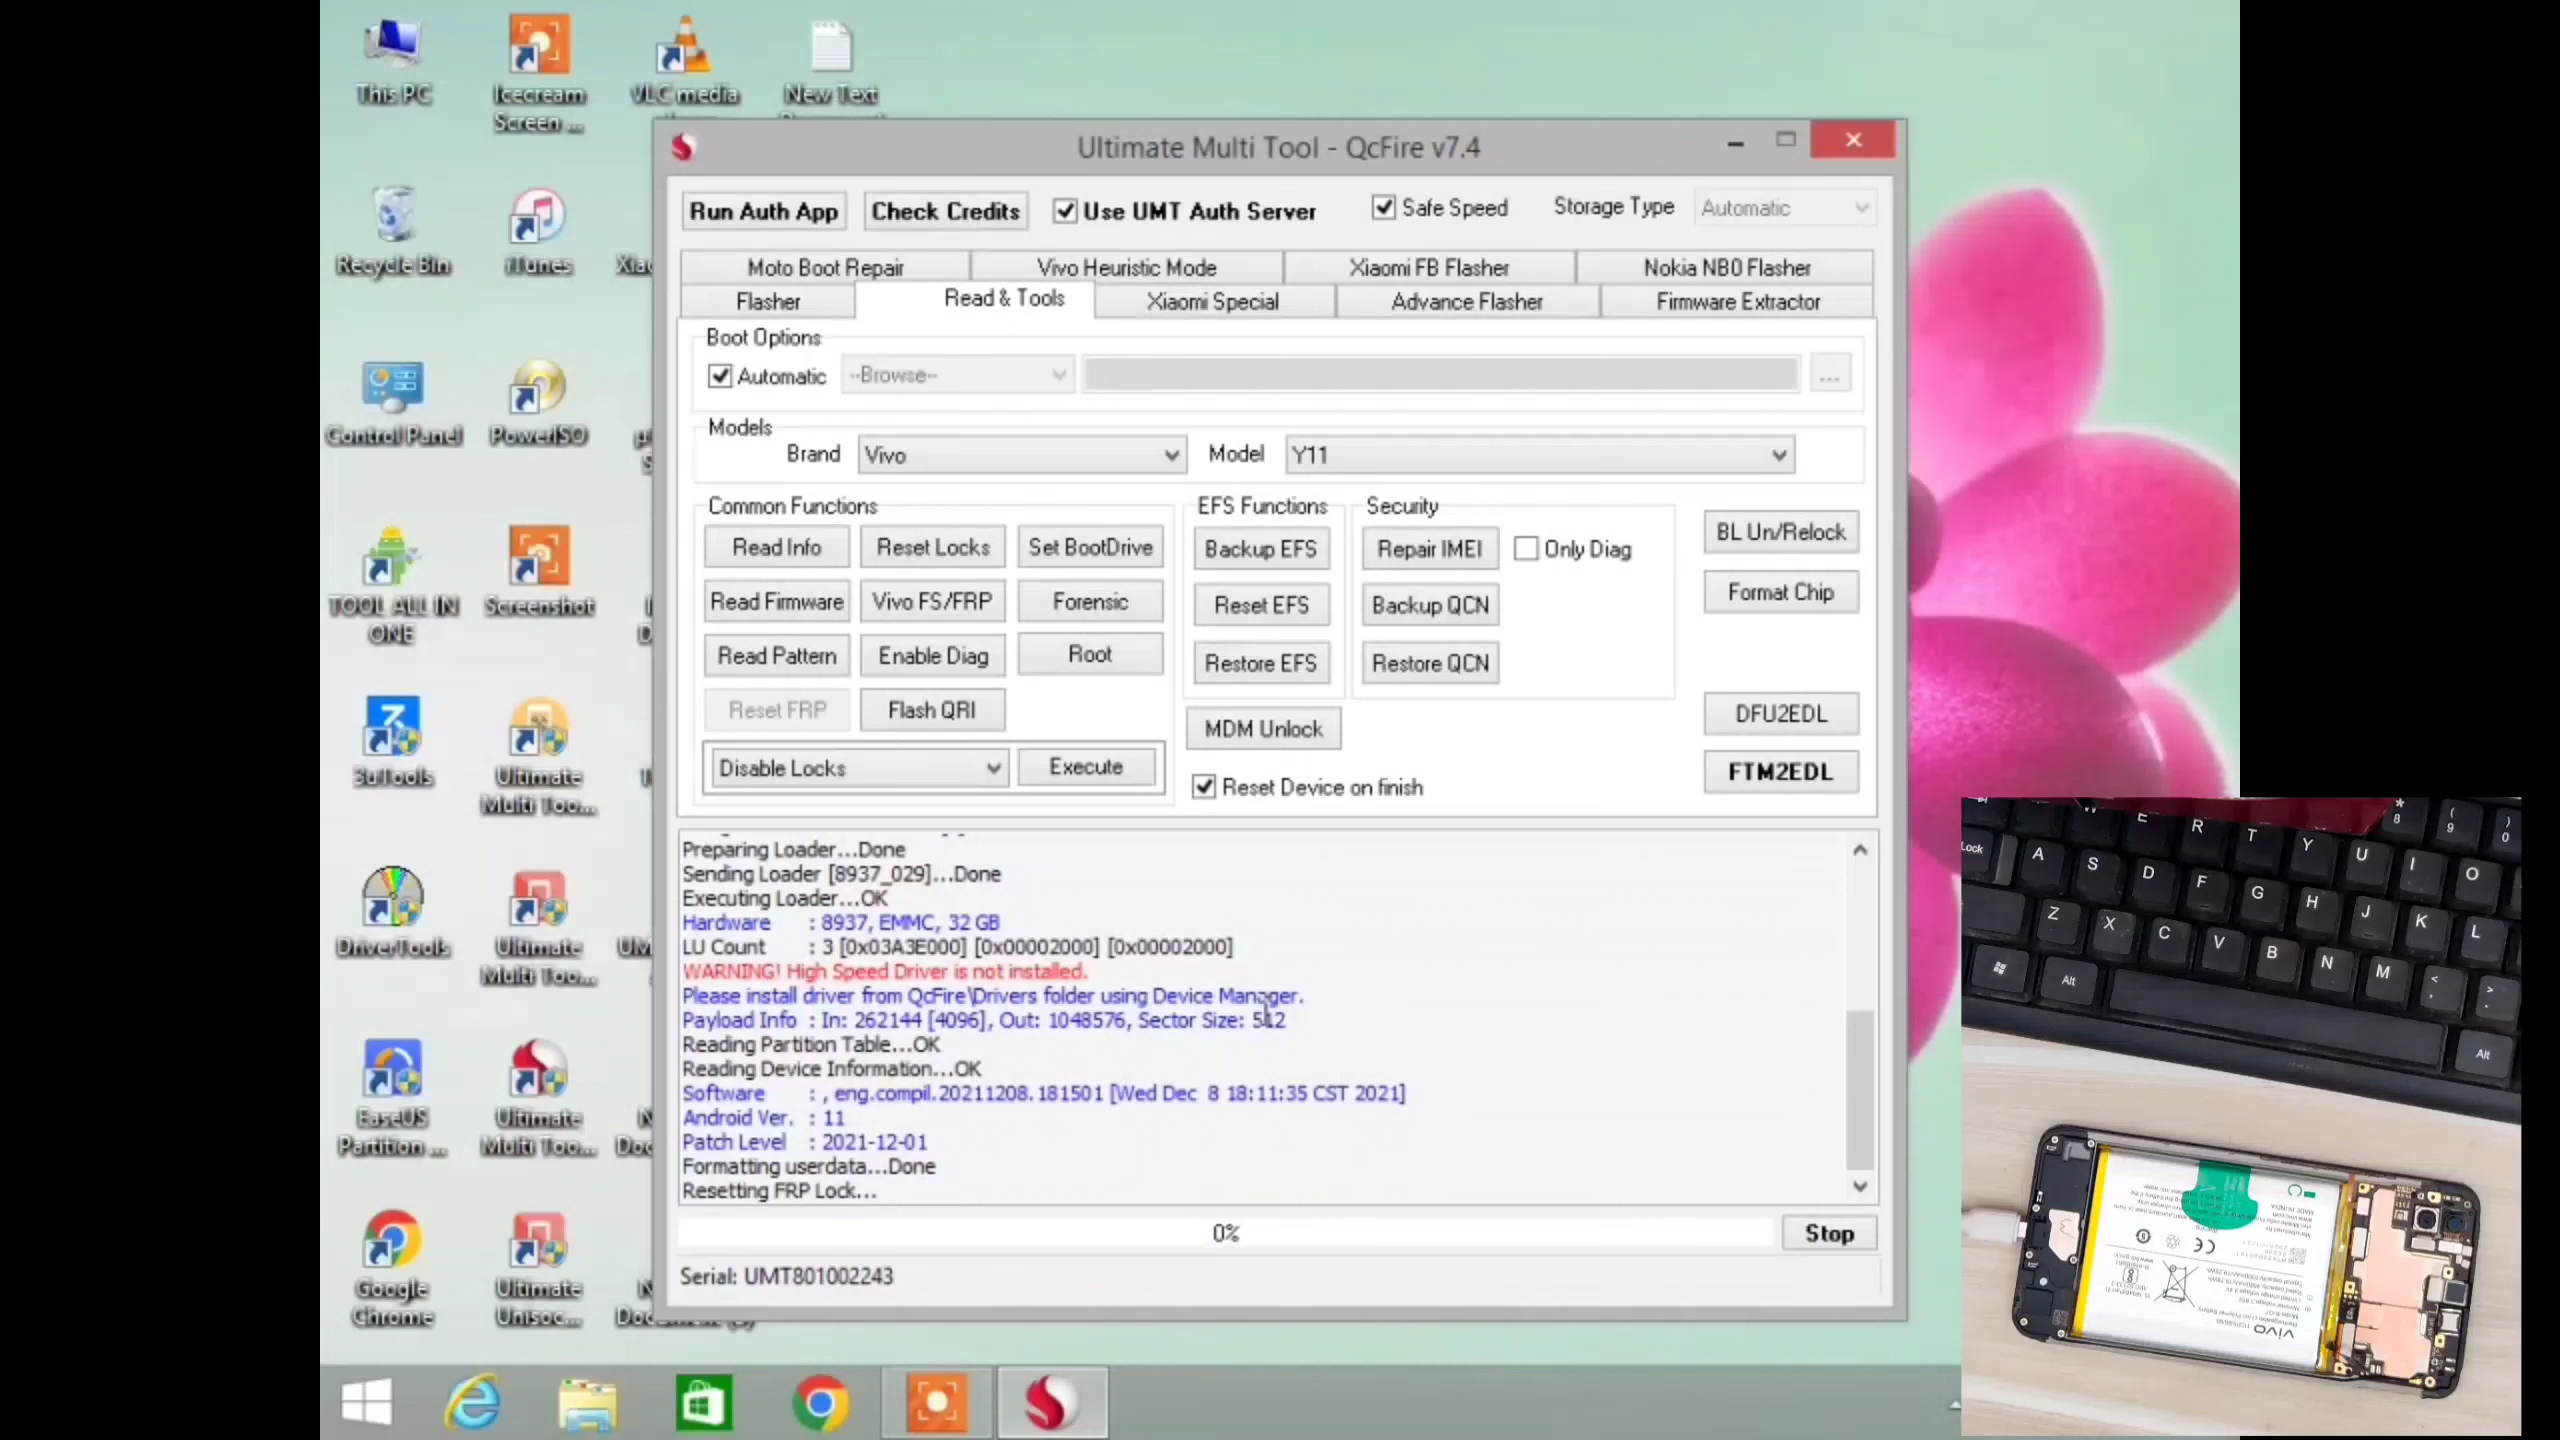 This PC
Icecream
Screen ...
VLC media
New Text
Recycle Bin
iTunes
Xia
Control Panel
PowerISO
TOOL ALL IN
ONE
Screenshot
3uTools
Ultimate
Multi Too...
DriverTools
Ultimate
Multi Too...
EaseUS
Partition ...
Ultimate
Multi Too...
Doc
Google
Chrome
Ultimate
Unisoc...
Ultimate Multi Tool - QcFire v7.4
Run Auth App
Check Credits
Use UMT Auth Server
Safe Speed
Storage Type
Automatic
Moto Boot Repair
Vivo Heuristic Mode
Xiaomi FB Flasher
Nokia NB0 Flasher
Flasher
Read & Tools
Xiaomi Special
Advance Flasher
Firmware Extractor
Boot Options
Automatic
--Browse--
...
Models
Brand
Vivo
Model
Y11
Common Functions
Read Info
Reset Locks
Set BootDrive
Read Firmware
Vivo FS/FRP
Forensic
Read Pattern
Enable Diag
Root
Reset FRP
Flash QRI
Disable Locks
Execute
EFS Functions
Backup EFS
Reset EFS
Restore EFS
MDM Unlock
Reset Device on finish
Security
Repair IMEI
Only Diag
Backup QCN
Restore QCN
BL Un/Relock
Format Chip
DFU2EDL
FTM2EDL
Preparing Loader...Done
Sending Loader [8937_029]...Done
Executing Loader...OK
Hardware : 8937, EMMC, 32 GB
LU Count : 3 [0x03A3E000] [0x00002000] [0x00002000]
WARNING! High Speed Driver is not installed.
Please install driver from QcFire\Drivers folder using Device Manager.
Payload Info : In: 262144 [4096], Out: 1048576, Sector Size: 512
Reading Partition Table...OK
Reading Device Information...OK
Software : , eng.compil.20211208.181501 [Wed Dec 8 18:11:35 CST 2021]
Android Ver. : 11
Patch Level : 2021-12-01
Formatting userdata...Done
Resetting FRP Lock...
0%
Stop
Serial: UMT801002243
* 8
( 9
) 0
E R T Y U I O
Lock A S D F G H J K L
Z X C V B N M < >
Alt
Alt
vivo